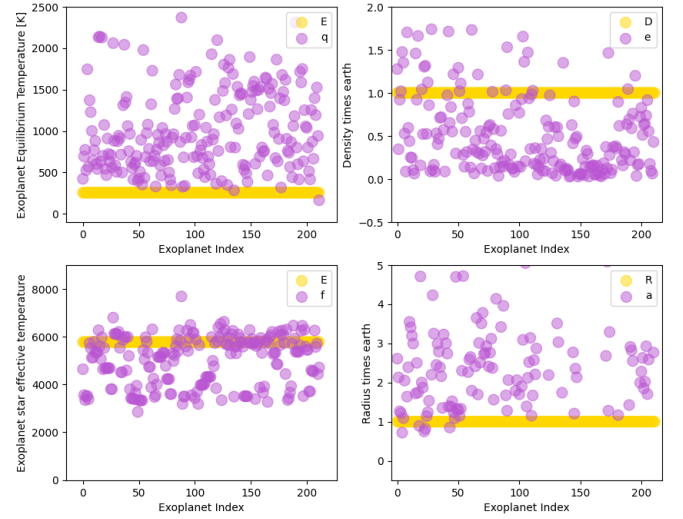 2500
2000
1500
1000
500
0
Exoplanet Equilibrium Temperature [K]
E
q
0 50 100 150 200
Exoplanet Index
2.0
1.5
1.0
0.5
0.0
−0.5
Density times earth
D
e
0 50 100 150 200
Exoplanet Index
8000
6000
4000
2000
0
Exoplanet star effective temperature
E
f
0 50 100 150 200
Exoplanet Index
5
4
3
2
1
0
Radius times earth
R
a
0 50 100 150 200
Exoplanet Index